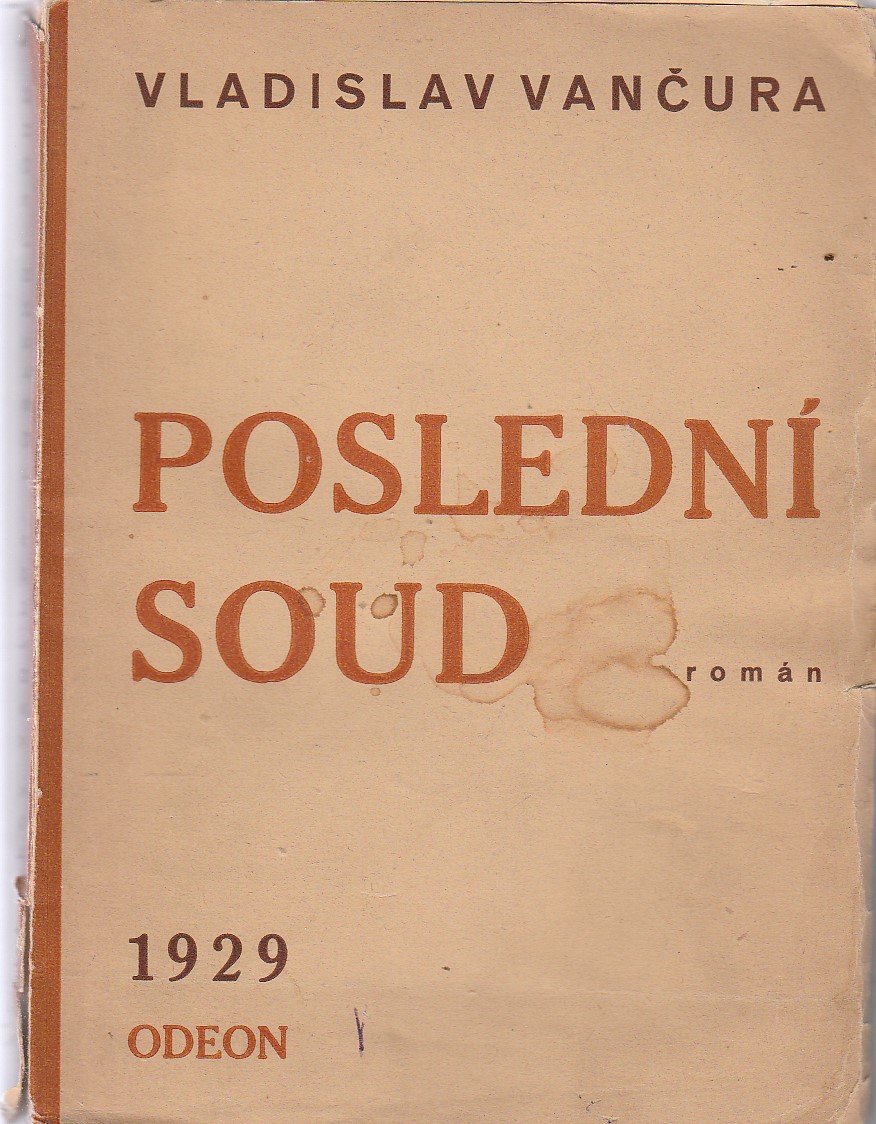 VLADISLAV VANČURA
POSLEDNÍ
SOUD
román
1929
ODEON